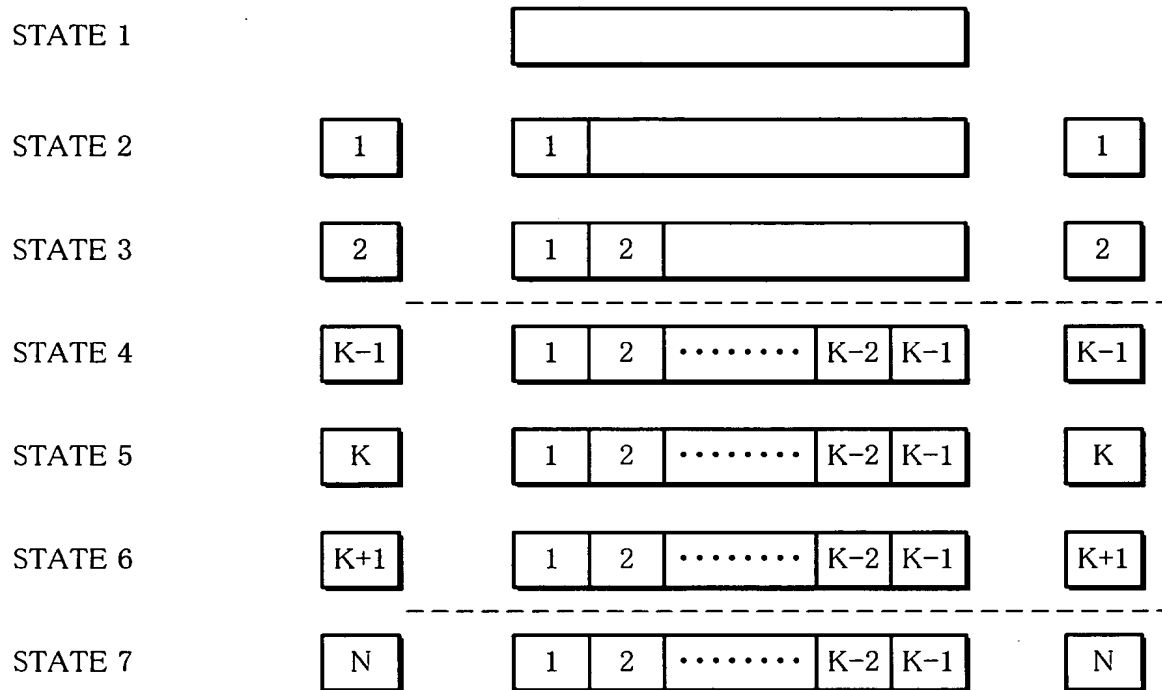 STATE 1
STATE 2 1 1 1
STATE 3 2 1 2 2
STATE 4 K-1 1 2 ········ K-2 K-1 K-1
STATE 5 K 1 2 ········ K-2 K-1 K
STATE 6 K+1 1 2 ········ K-2 K-1 K+1
STATE 7 N 1 2 ········ K-2 K-1 N